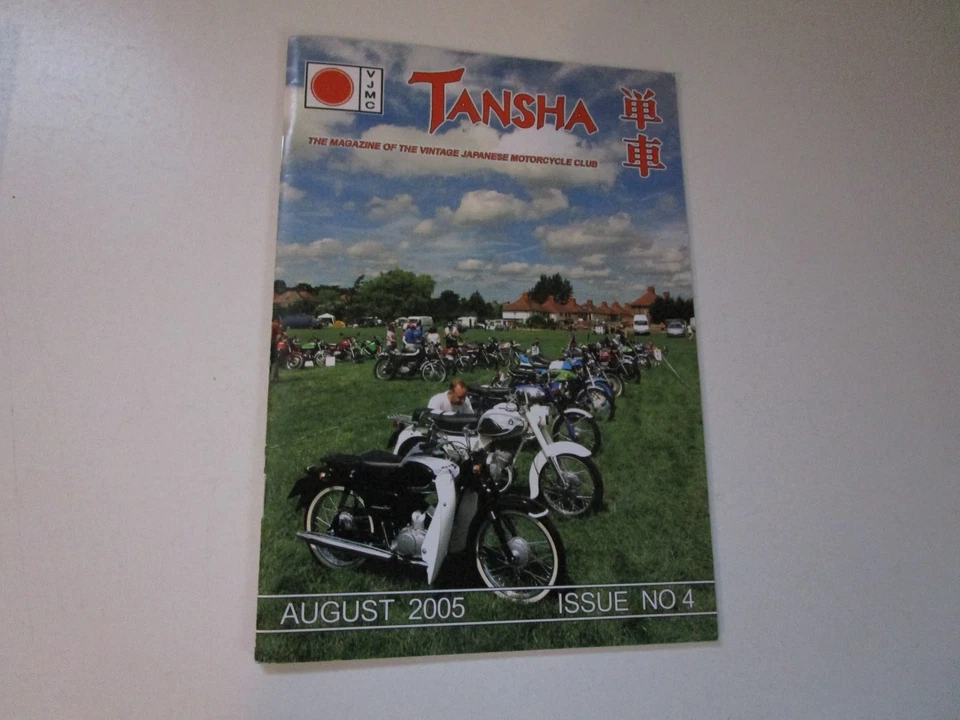 VJMC
TANSHA
単車
THE MAGAZINE OF THE VINTAGE JAPANESE MOTORCYCLE CLUB
AUGUST 2005
ISSUE NO 4